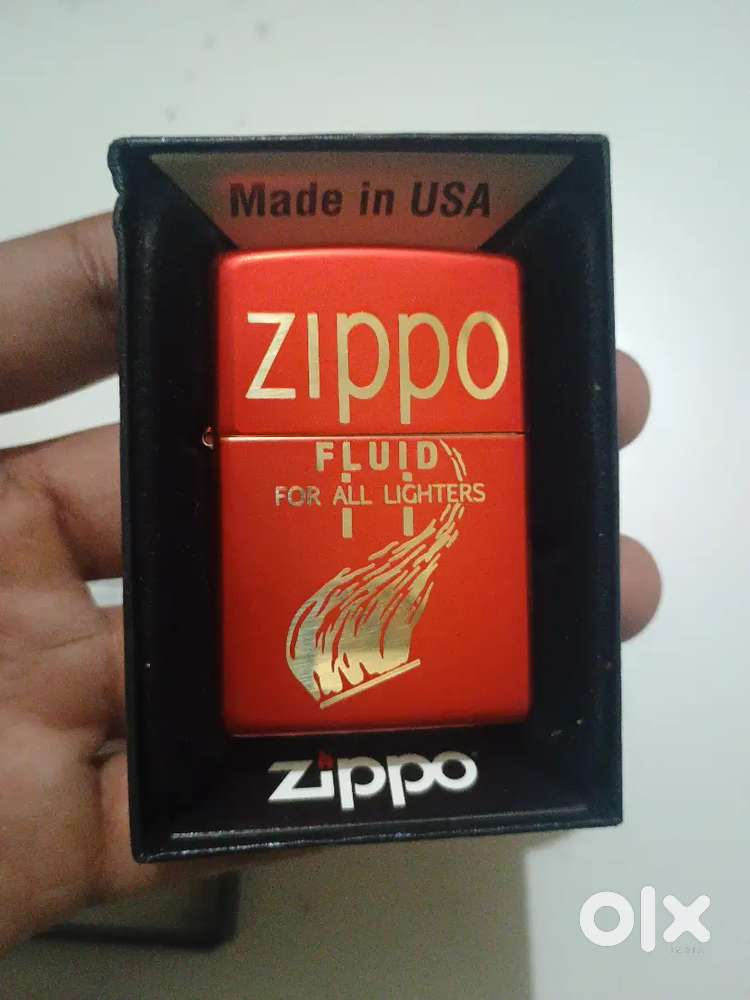 Made in USA
Zippo
FLUID
FOR ALL LIGHTERS
Zippo
olx